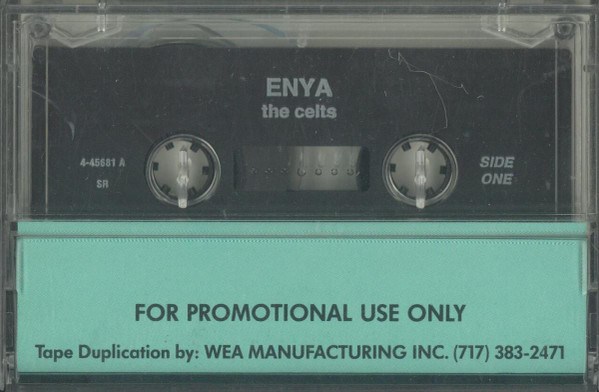 ENYA
the celts
4-45681 A
SR
SIDE
ONE
FOR PROMOTIONAL USE ONLY
Tape Duplication by: WEA MANUFACTURING INC. (717) 383-2471